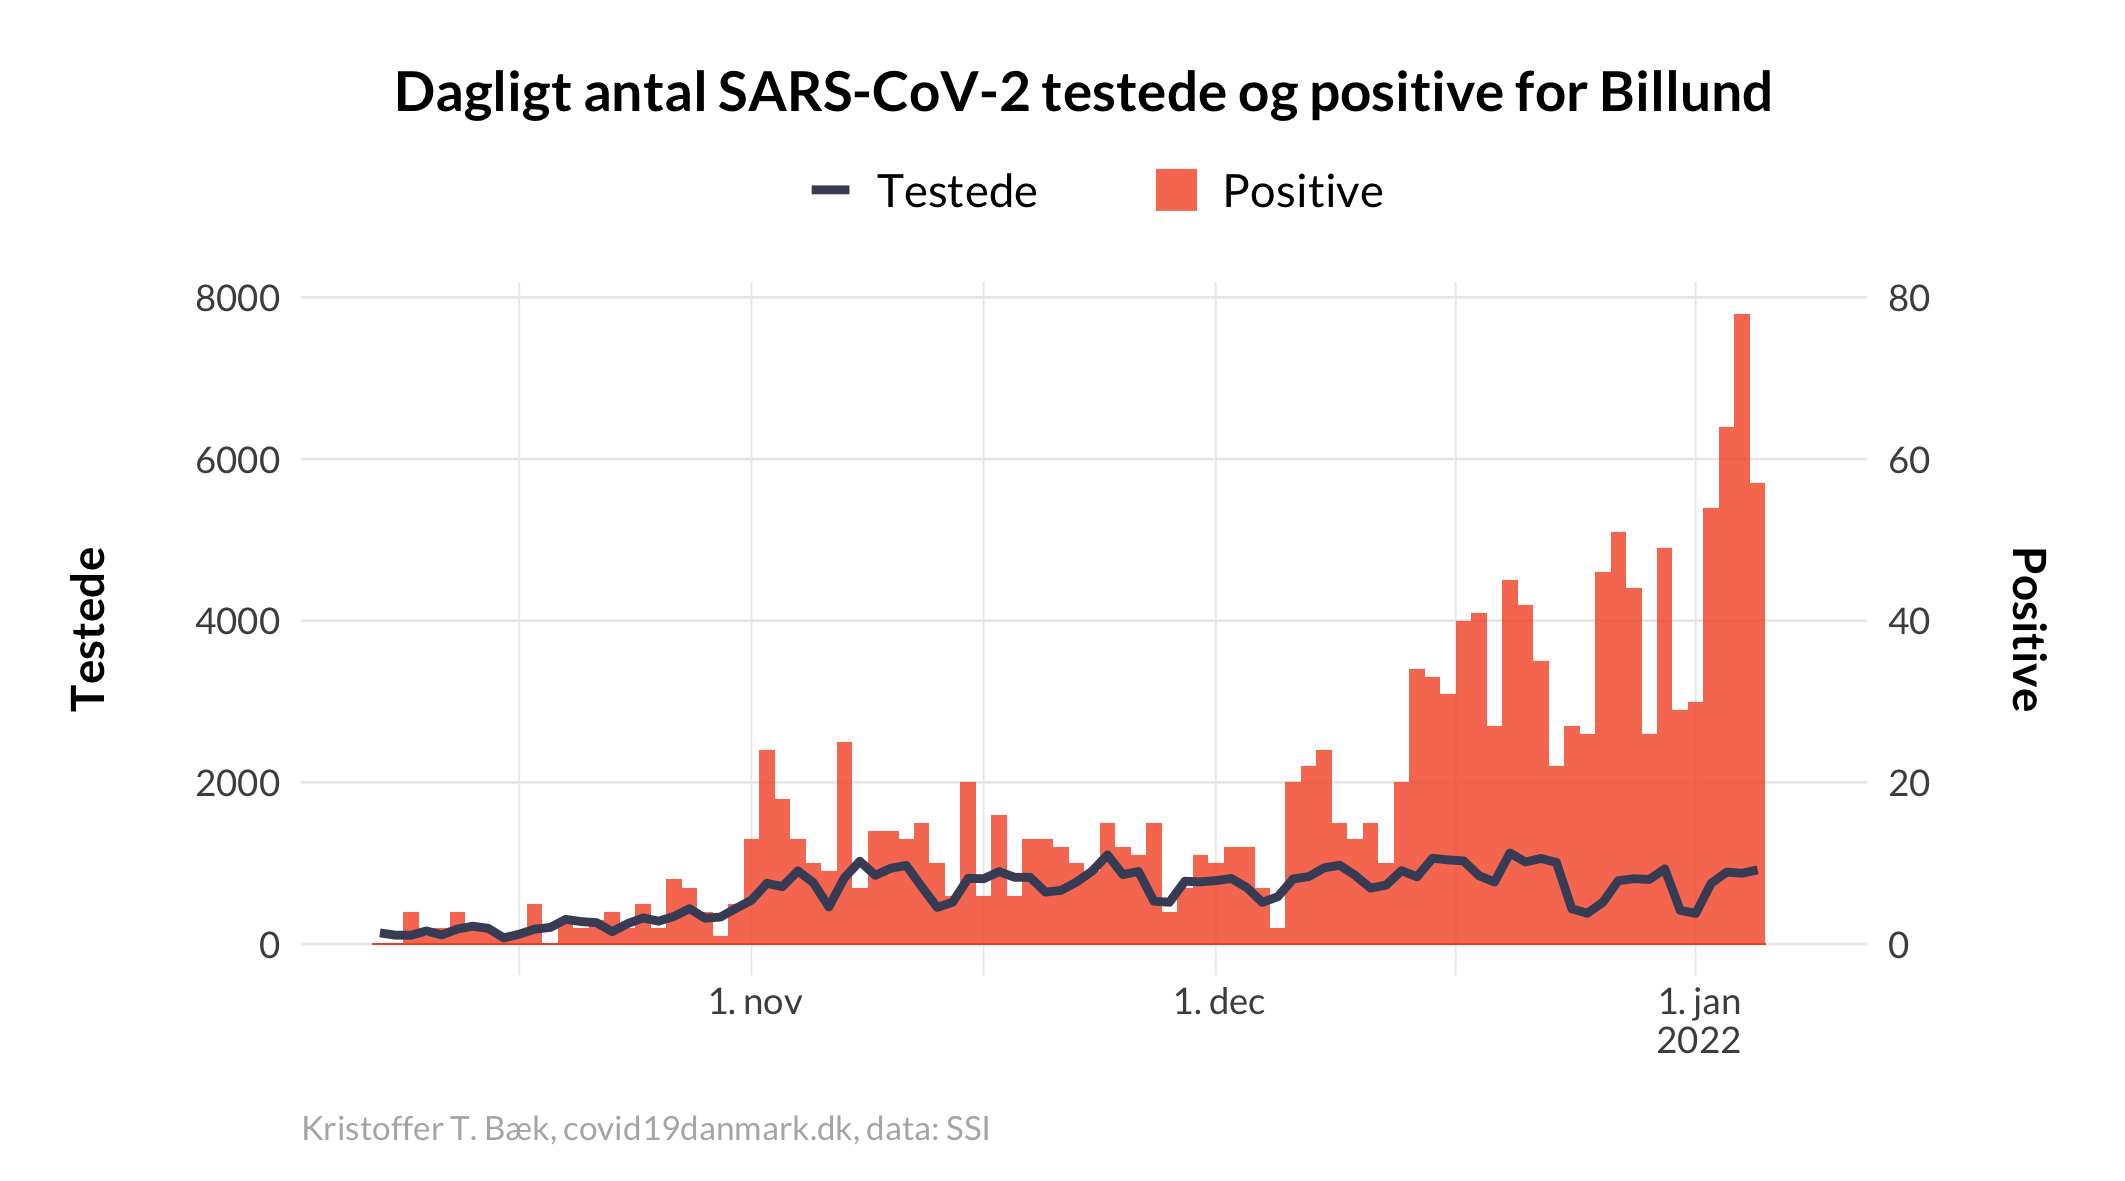 Dagligt antal SARS-CoV-2 testede og positive for Billund
Testede
Positive
8000
6000
4000
2000
0
80
60
40
20
0
Testede
Positive
1. nov
1. dec
1. jan
2022
Kristoffer T. Bæk, covid19danmark.dk, data: SSI